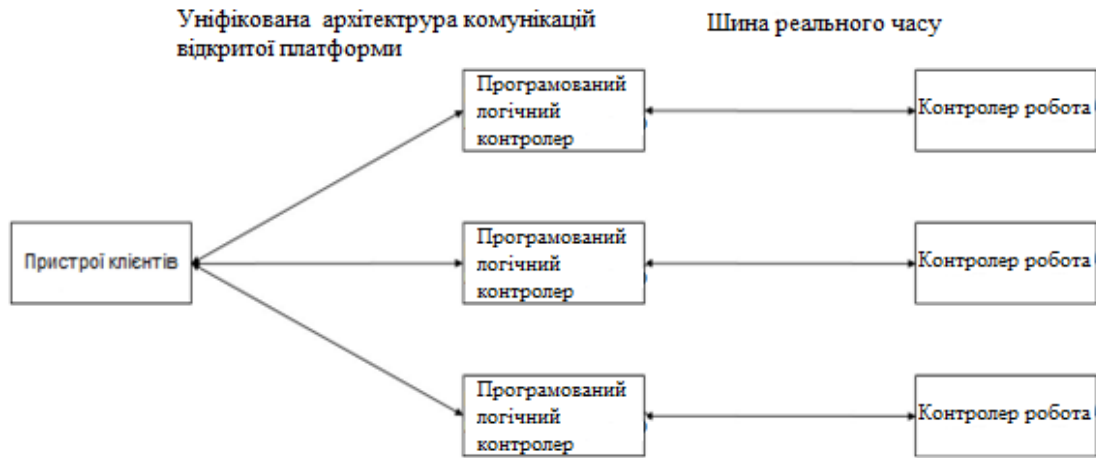 Уніфікована архітектрура комунікацій
відкритої платформи
Шина реального часу
Програмований
логічний
контролер
Контролер робота
Пристрої клієнтів
Програмований
логічний
контролер
Контролер робота
Програмований
логічний
контролер
Контролер робота